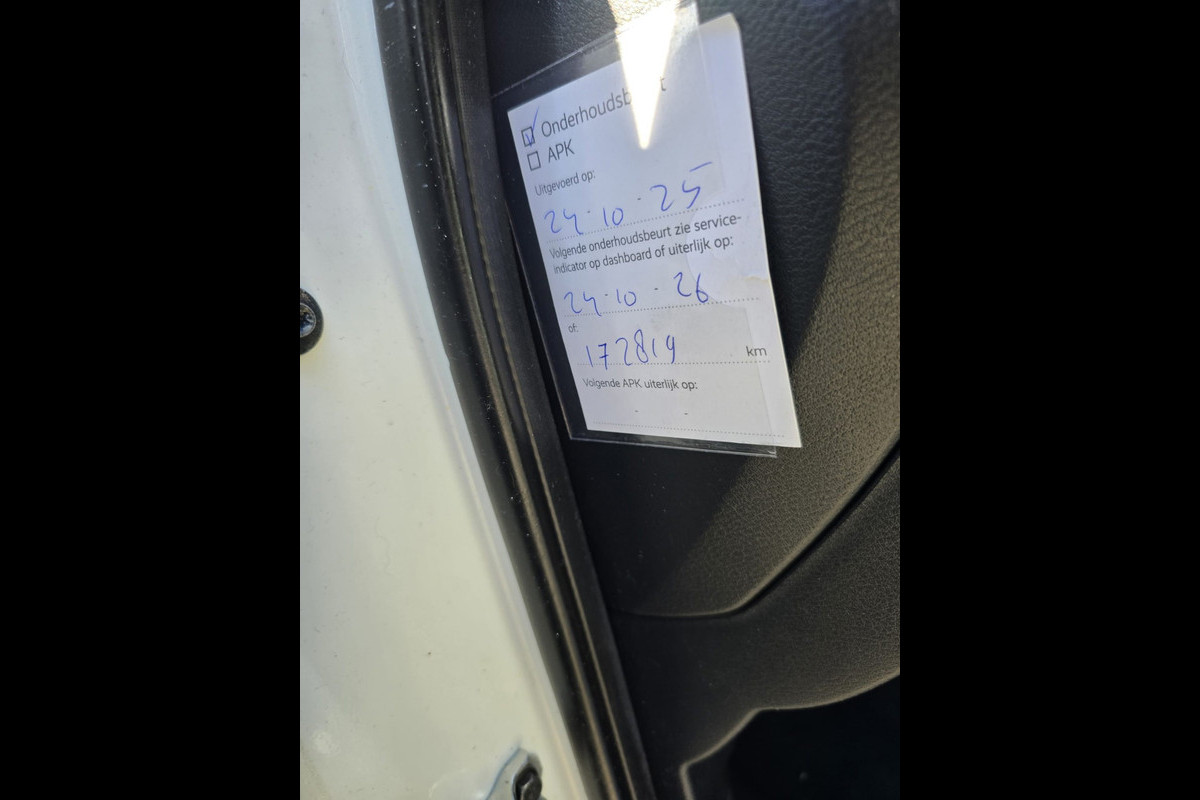 Onderhoudsbeurt
APK
Uitgevoerd op:
24-10-25
Volgende onderhoudsbeurt zie service-
indicator op dashboard of uiterlijk op:
24-10-26
of:
172819 km
Volgende APK uiterlijk op:
- -